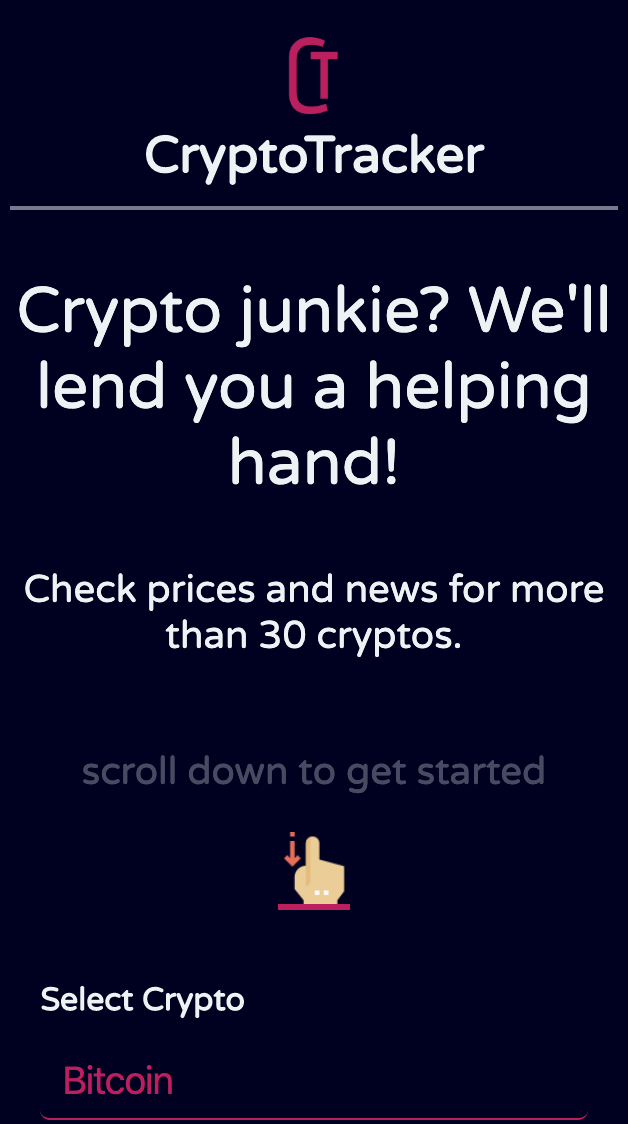 CT
CryptoTracker
Crypto junkie? We'll
lend you a helping
hand!
Check prices and news for more
than 30 cryptos.
scroll down to get started
Select Crypto
Bitcoin